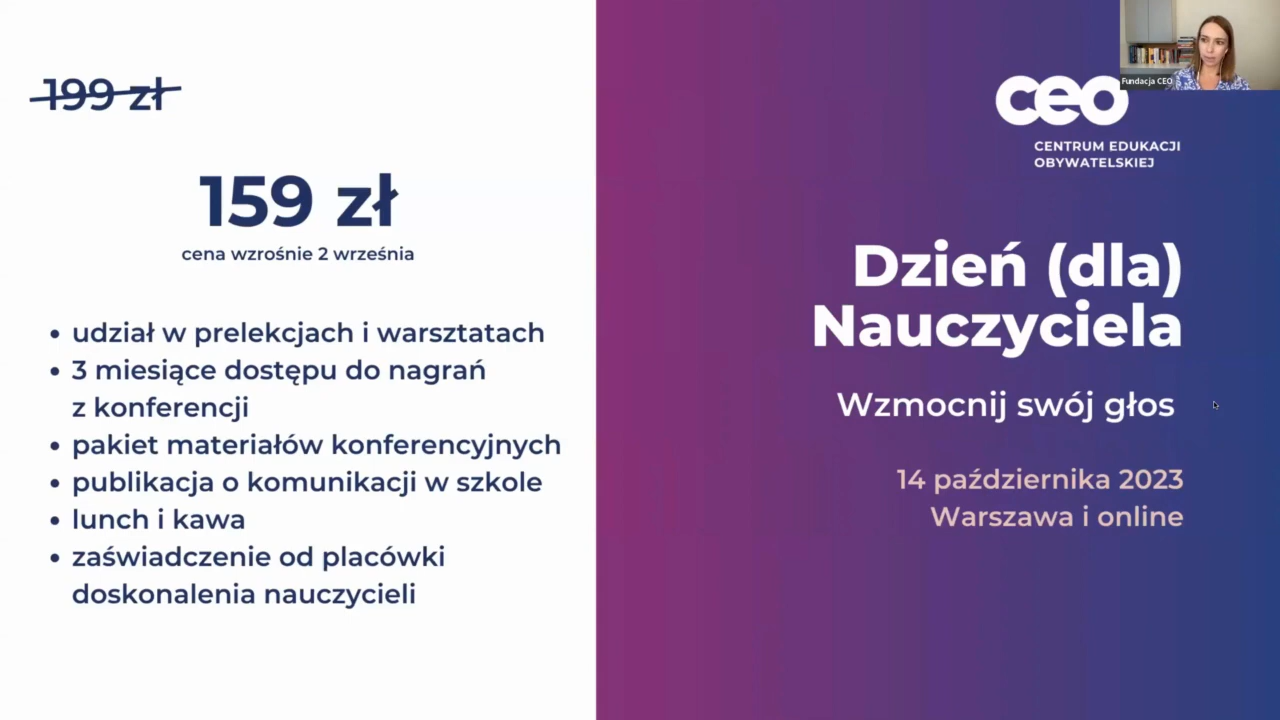 199 zł
159 zł
cena wzrośnie 2 września
• udział w prelekcjach i warsztatach
• 3 miesiące dostępu do nagrań
z konferencji
• pakiet materiałów konferencyjnych
• publikacja o komunikacji w szkole
• lunch i kawa
• zaświadczenie od placówki
doskonalenia nauczycieli
Fundacja CEO
ceo
CENTRUM EDUKACJI
OBYWATELSKIEJ
Dzień (dla)
Nauczyciela
Wzmocnij swój głos
14 października 2023
Warszawa i online